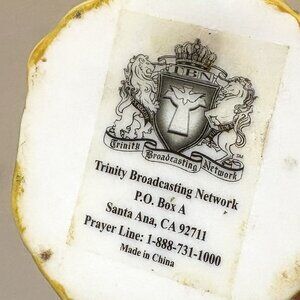 TBN
Trinity Broadcasting Network
Trinity Broadcasting Network
P.O. Box A
Santa Ana, CA 92711
Prayer Line: 1-888-731-1000
Made in China